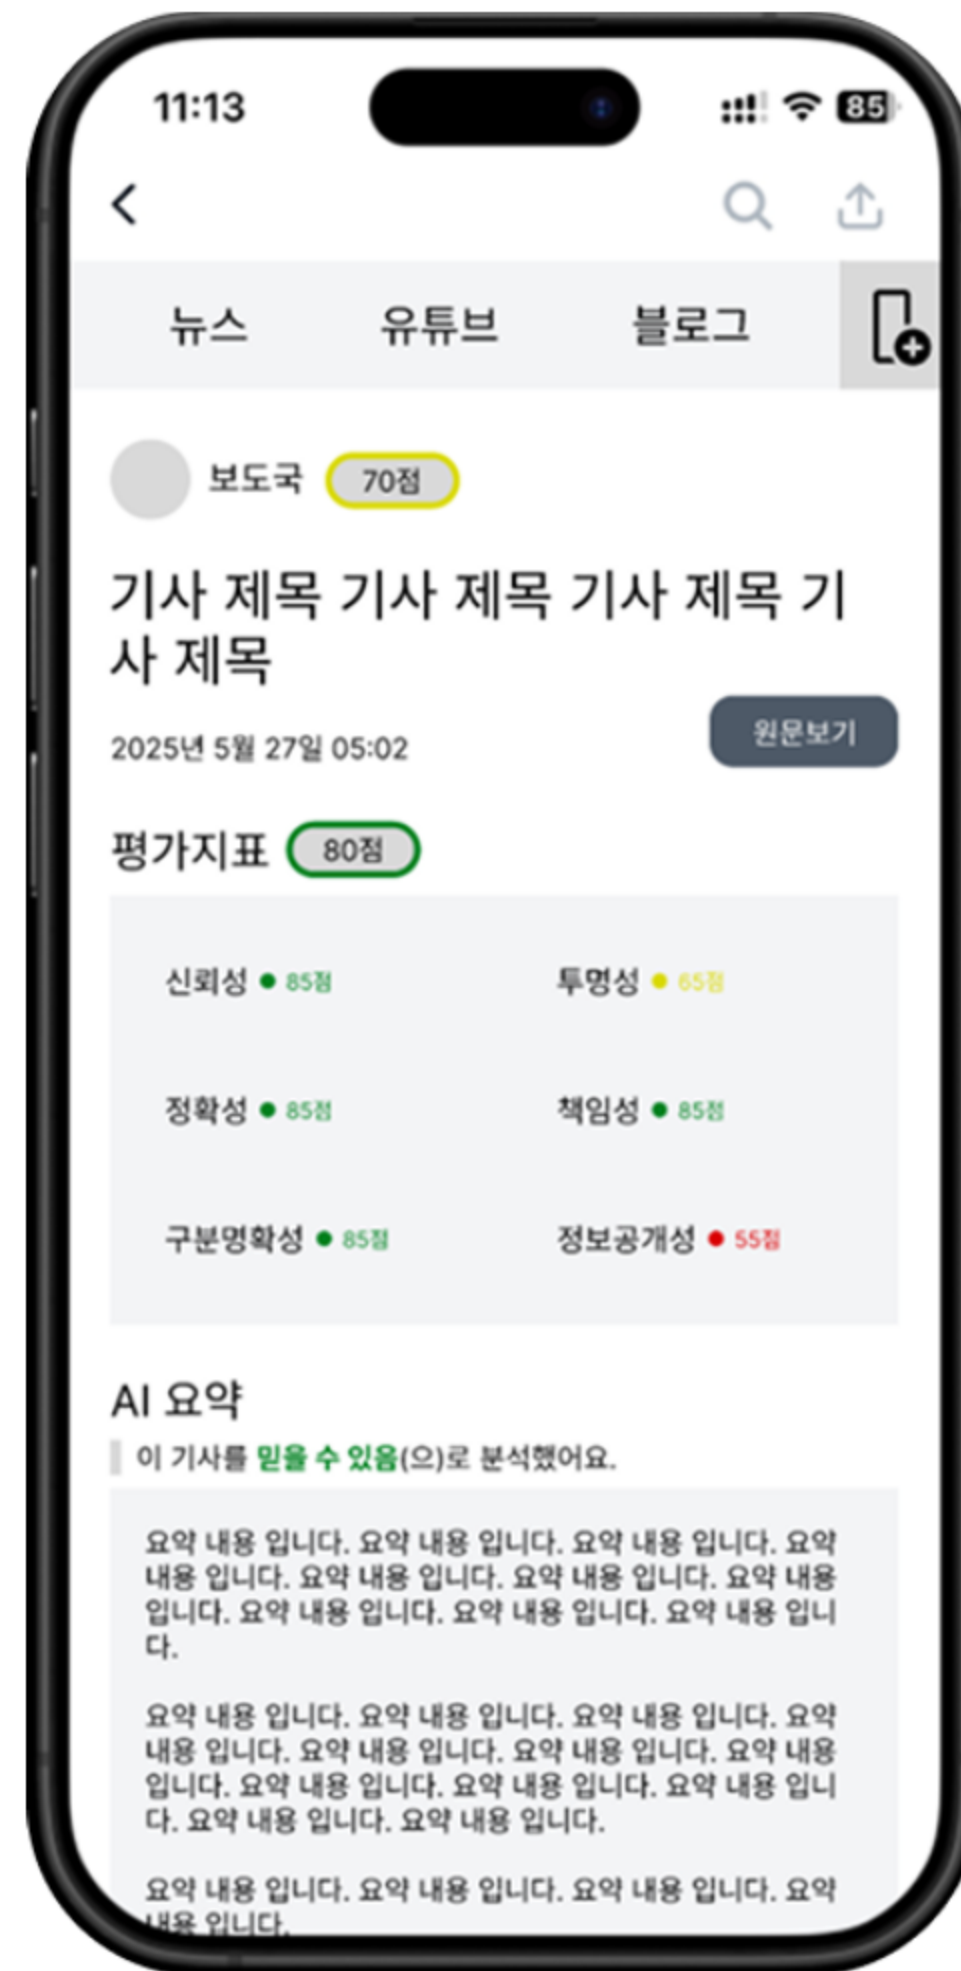 11:13
85
뉴스 유튜브 블로그
보도국 70점
기사 제목 기사 제목 기사 제목 기
사 제목
2025년 5월 27일 05:02
원문보기
평가지표 80점
신뢰성 85점 투명성 65점
정확성 85점 책임성 85점
구분명확성 85점 정보공개성 55점
AI 요약
이 기사를 믿을 수 있음(으)로 분석했어요.
요약 내용 입니다. 요약 내용 입니다. 요약 내용 입니다. 요약
내용 입니다. 요약 내용 입니다. 요약 내용 입니다. 요약 내용
입니다. 요약 내용 입니다. 요약 내용 입니다. 요약 내용 입니
다.
요약 내용 입니다. 요약 내용 입니다. 요약 내용 입니다. 요약
내용 입니다. 요약 내용 입니다. 요약 내용 입니다. 요약 내용
입니다. 요약 내용 입니다. 요약 내용 입니다. 요약 내용 입니
다. 요약 내용 입니다. 요약 내용 입니다.
요약 내용 입니다. 요약 내용 입니다. 요약 내용 입니다. 요약
내용 입니다.